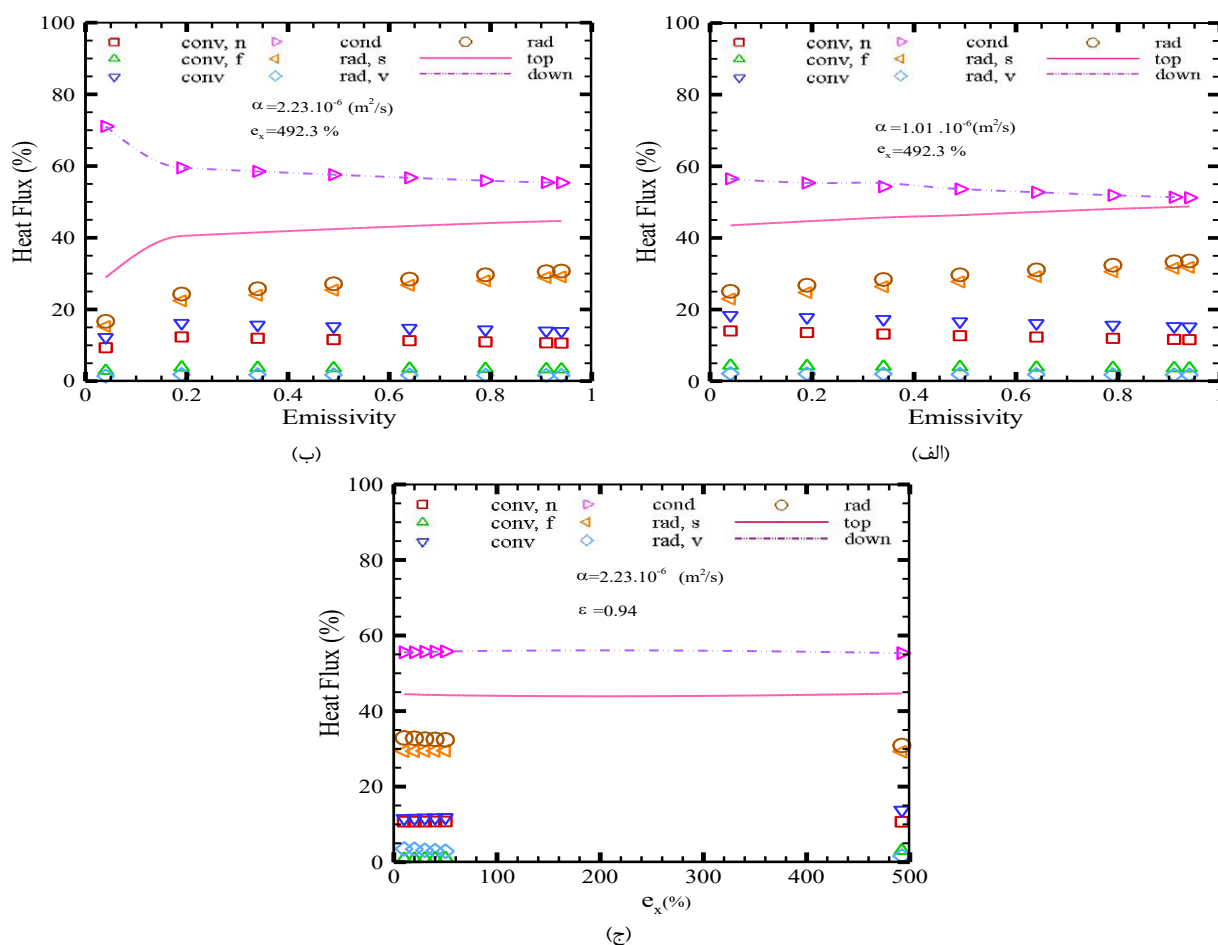 100
80
60
40
20
0
Heat Flux (%)
conv, n
cond
rad
conv, f
rad, s
top
conv
rad, v
down
α=2.23.10⁻⁶ (m²/s)
eₓ=492.3 %
0 0.2 0.4 0.6 0.8 1
Emissivity
(ب)
100
80
60
40
20
0
Heat Flux (%)
conv, n
cond
rad
conv, f
rad, s
top
conv
rad, v
down
α=1.01 .10⁻⁶(m²/s)
eₓ=492.3 %
0 0.2 0.4 0.6 0.8 1
Emissivity
(الف)
100
80
60
40
20
0
Heat Flux (%)
conv, n
cond
rad
conv, f
rad, s
top
conv
rad, v
down
α=2.23.10⁻⁶ (m²/s)
ε =0.94
0 100 200 300 400 500
eₓ(%)
(ج)